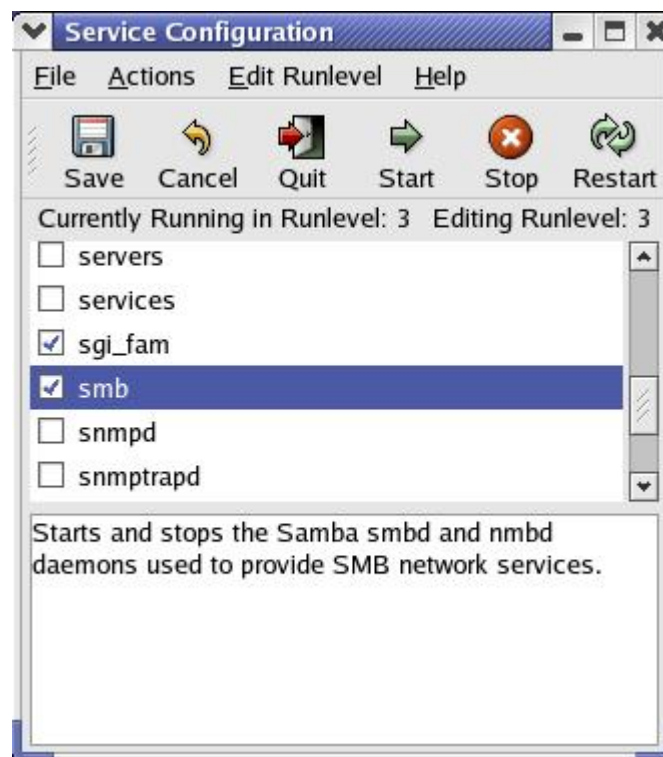 Service Configuration
File Actions Edit Runlevel Help
Save Cancel Quit Start Stop Restart
Currently Running in Runlevel: 3 Editing Runlevel: 3
servers
services
sgi_fam
smb
snmpd
snmptrapd
Starts and stops the Samba smbd and nmbd
daemons used to provide SMB network services.